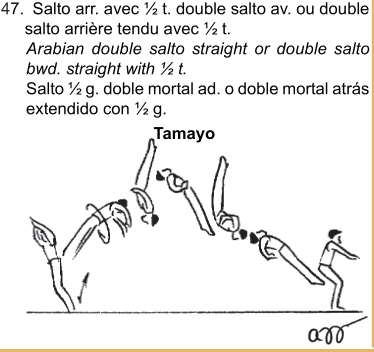 47. Salto arr. avec ½ t. double salto av. ou double
salto arrière tendu avec ½ t.
Arabian double salto straight or double salto
bwd. straight with ½ t.
Salto ½ g. doble mortal ad. o doble mortal atrás
extendido con ½ g.
Tamayo